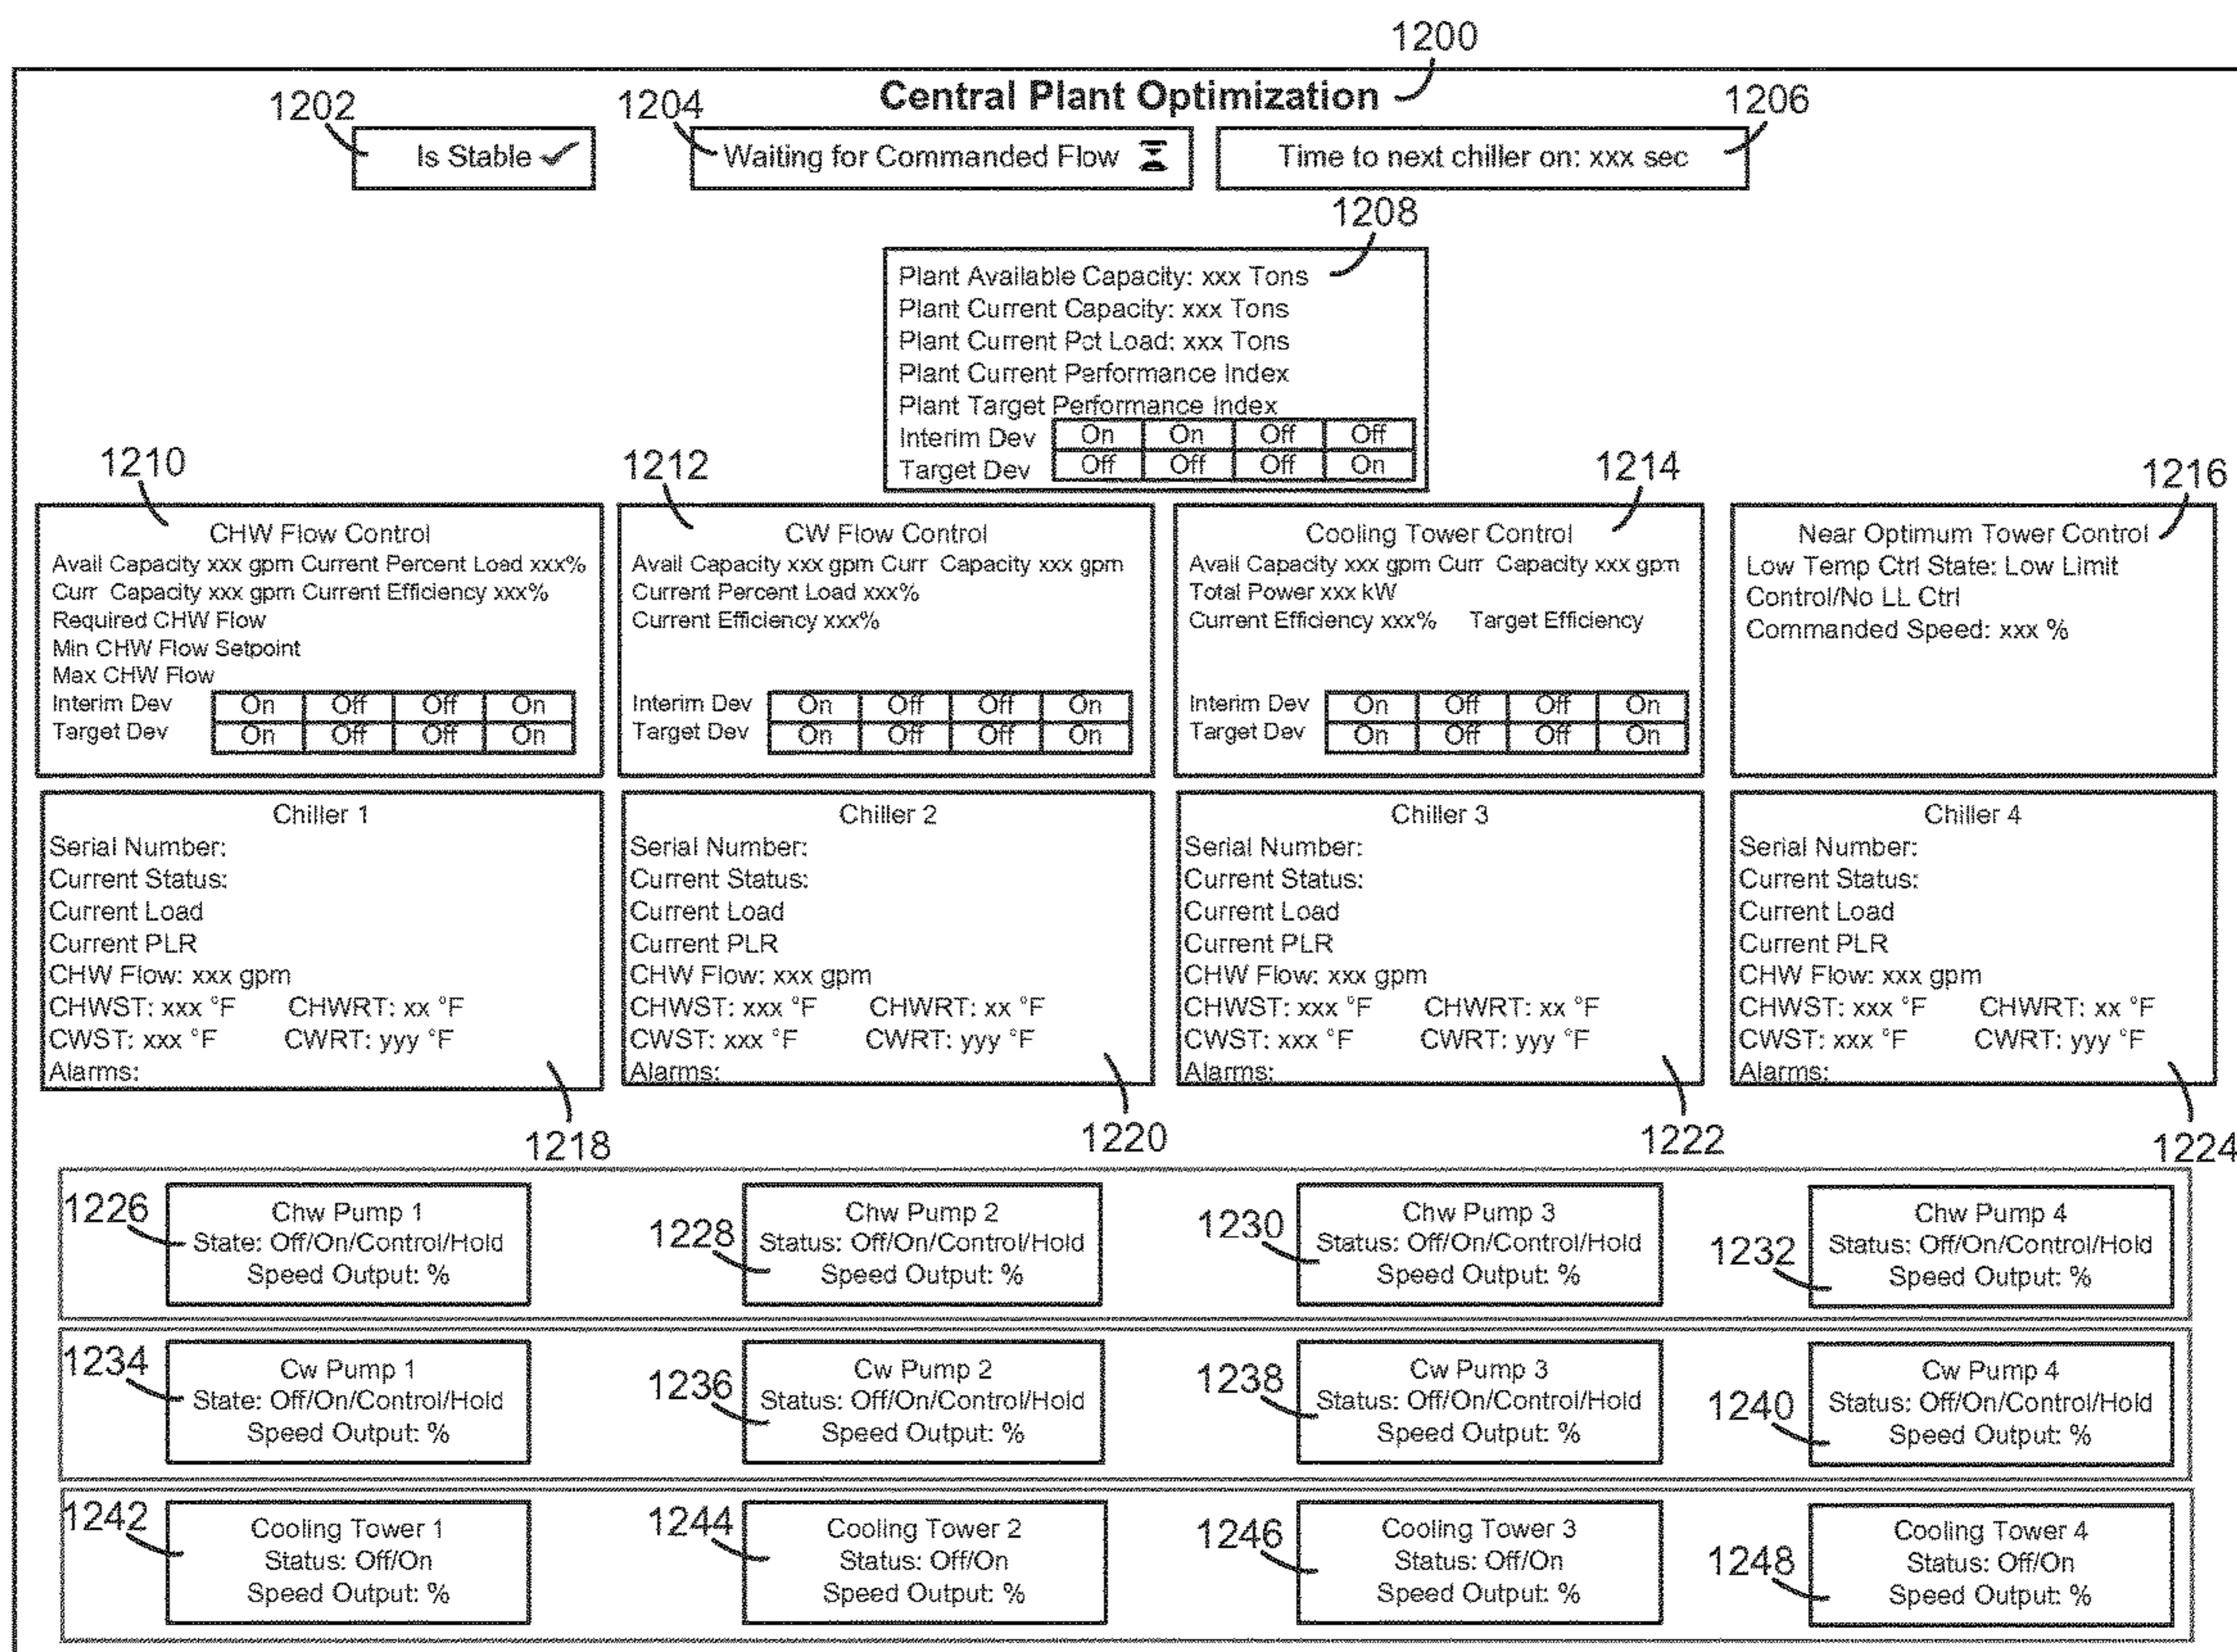 1200
Central Plant Optimization
1202
1204
1206
Is Stable
Waiting for Commanded Flow
Time to next chiller on: xxx sec
1208
Plant Available Capacity: xxx Tons
Plant Current Capacity: xxx Tons
Plant Current Pct Load: xxx Tons
Plant Current Performance Index
Plant Target Performance Index
Interim Dev On On Off Off
Target Dev Off Off Off On
1210
CHW Flow Control
Avail Capacity xxx gpm Current Percent Load xxx%
Curr Capacity xxx gpm Current Efficiency xxx%
Required CHW Flow
Min CHW Flow Setpoint
Max CHW Flow
Interim Dev On Off Off On
Target Dev On Off Off On
1212
CW Flow Control
Avail Capacity xxx gpm Curr Capacity xxx gpm
Current Percent Load xxx%
Current Efficiency xxx%
Interim Dev On Off Off On
Target Dev On Off Off On
1214
Cooling Tower Control
Avail Capacity xxx gpm Curr Capacity xxx gpm
Total Power xxx kW
Current Efficiency xxx% Target Efficiency
Interim Dev On Off Off On
Target Dev On Off Off On
1216
Near Optimum Tower Control
Low Temp Ctrl State: Low Limit
Control/No LL Ctrl
Commanded Speed: xxx %
Chiller 1
Serial Number:
Current Status:
Current Load
Current PLR
CHW Flow: xxx gpm
CHWST: xxx °F CHWRT: xx °F
CWST: xxx °F CWRT: yyy °F
Alarms:
1218
Chiller 2
Serial Number:
Current Status:
Current Load
Current PLR
CHW Flow: xxx gpm
CHWST: xxx °F CHWRT: xx °F
CWST: xxx °F CWRT: yyy °F
Alarms:
1220
Chiller 3
Serial Number:
Current Status:
Current Load
Current PLR
CHW Flow: xxx gpm
CHWST: xxx °F CHWRT: xx °F
CWST: xxx °F CWRT: yyy °F
Alarms:
1222
Chiller 4
Serial Number:
Current Status:
Current Load
Current PLR
CHW Flow: xxx gpm
CHWST: xxx °F CHWRT: xx °F
CWST: xxx °F CWRT: yyy °F
Alarms:
1224
1226
Chw Pump 1
State: Off/On/Control/Hold
Speed Output: %
1228
Chw Pump 2
Status: Off/On/Control/Hold
Speed Output: %
1230
Chw Pump 3
Status: Off/On/Control/Hold
Speed Output: %
1232
Chw Pump 4
Status: Off/On/Control/Hold
Speed Output: %
1234
Cw Pump 1
State: Off/On/Control/Hold
Speed Output: %
1236
Cw Pump 2
Status: Off/On/Control/Hold
Speed Output: %
1238
Cw Pump 3
Status: Off/On/Control/Hold
Speed Output: %
1240
Cw Pump 4
Status: Off/On/Control/Hold
Speed Output: %
1242
Cooling Tower 1
Status: Off/On
Speed Output: %
1244
Cooling Tower 2
Status: Off/On
Speed Output: %
1246
Cooling Tower 3
Status: Off/On
Speed Output: %
1248
Cooling Tower 4
Status: Off/On
Speed Output: %